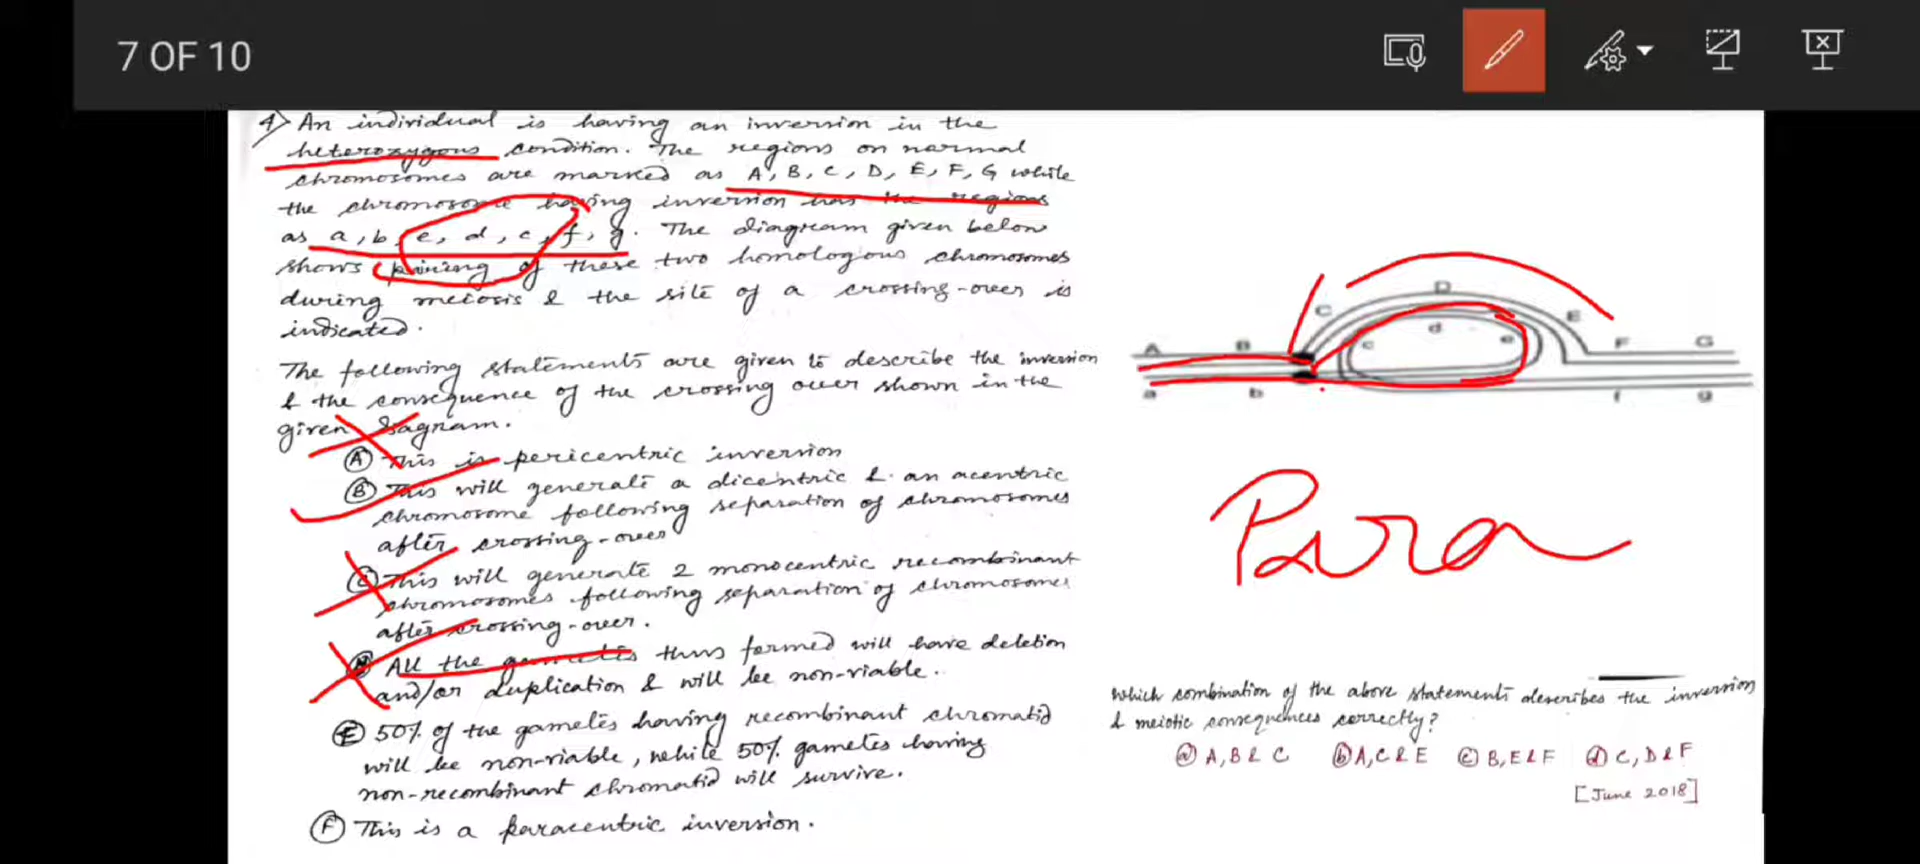 7 OF 10
4) An individual is having an inversion in the
heterozygous condition. The regions on normal
chromosomes are marked as A, B, C, D, E, F, G while
the chromosome having inversion has the regions
as a, b, e, d, c, f, g. The diagram given below
shows pairing of these two homologous chromosomes
during meiosis & the site of a crossing-over is
indicated.
The following statements are given to describe the inversion
& the consequence of the crossing over shown in the
given diagram.
(A) This is pericentric inversion
(B) This will generate a dicentric & an acentric
chromosome following separation of chromosomes
after crossing-over
(C) This will generate 2 monocentric recombinant
chromosomes following separation of chromosomes
after crossing-over.
(D) All the gametes thus formed will have deletion
and/or duplication & will be non-viable.
(E) 50% of the gametes having recombinant chromatid
will be non-viable, while 50% gametes having
non-recombinant chromatid will survive.
(F) This is a paracentric inversion.
D
C E
A B F G
d
c e
a b f g
Para
Which combination of the above statements describes the inversion
& meiotic consequences correctly?
(a) A, B & C (b) A, C & E (c) B, E & F (d) C, D & F
[June 2018]